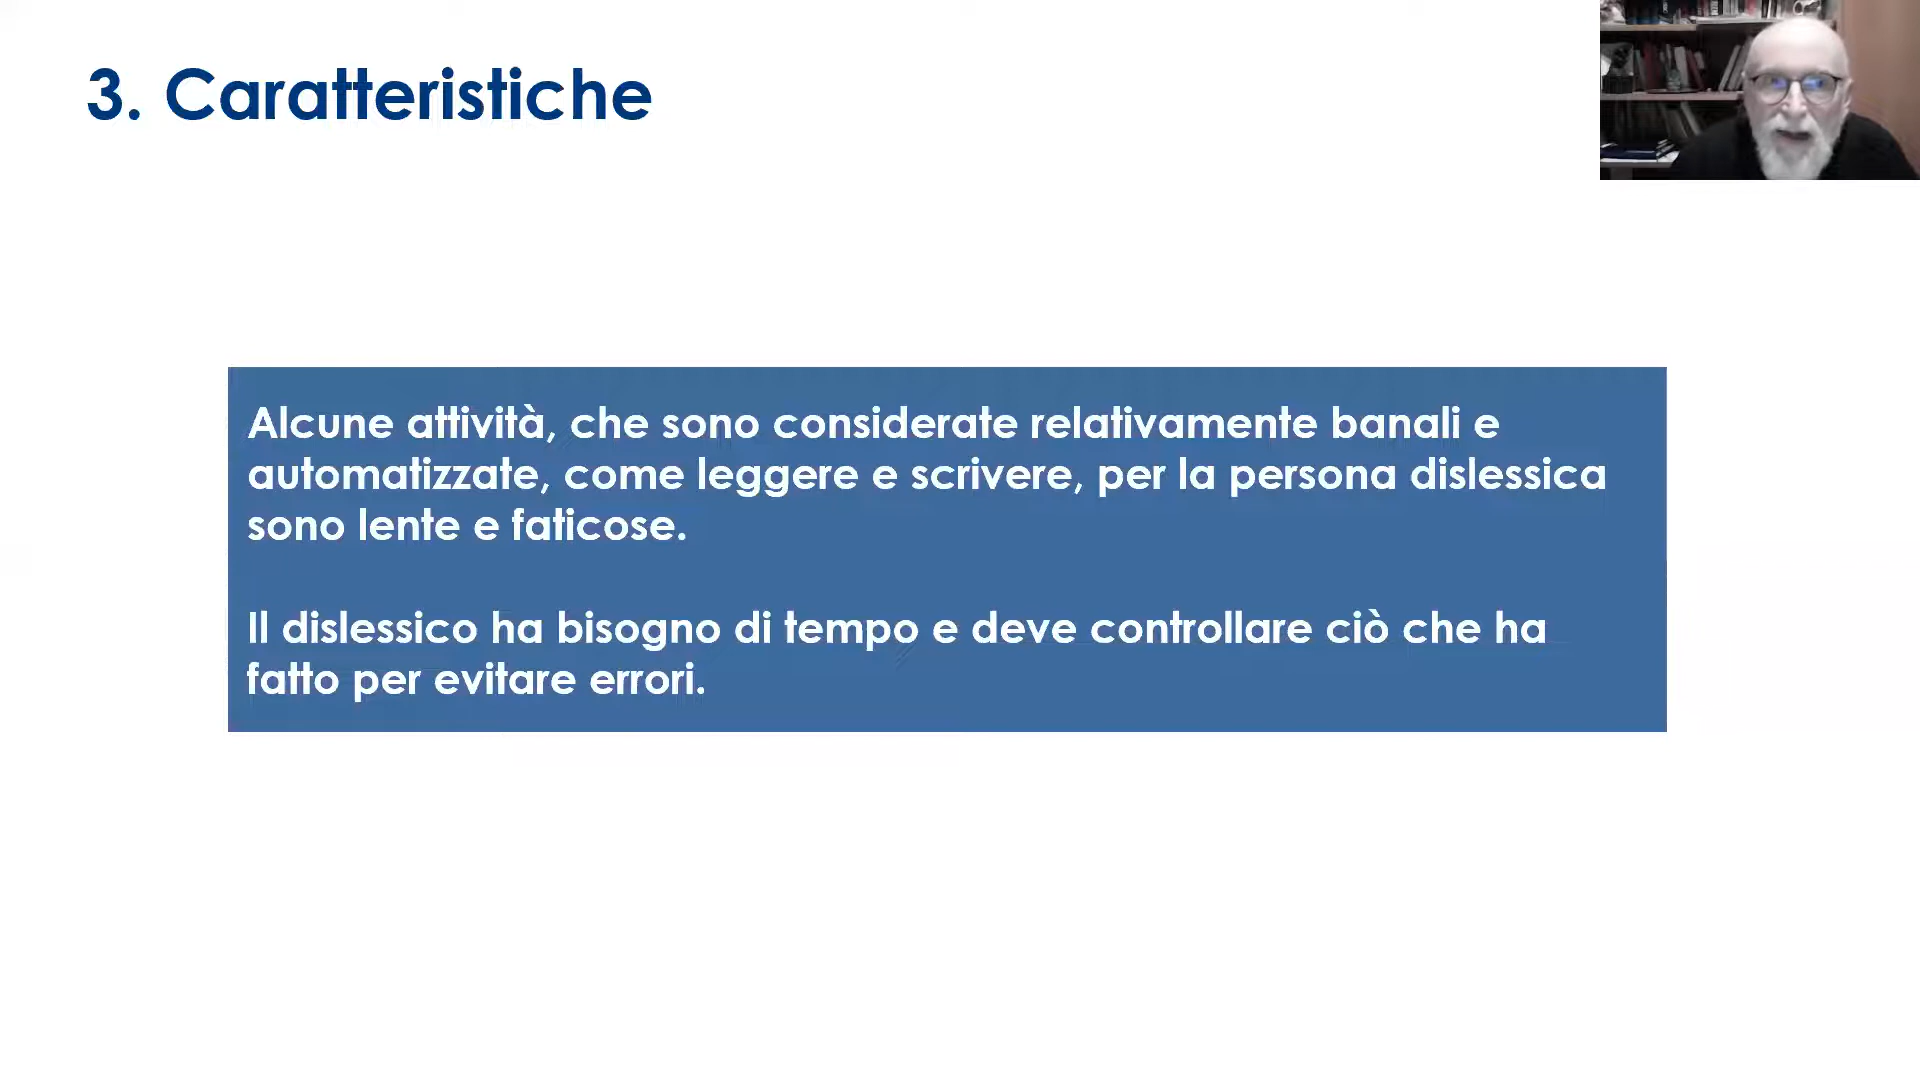 3. Caratteristiche
Alcune attività, che sono considerate relativamente banali e
automatizzate, come leggere e scrivere, per la persona dislessica
sono lente e faticose.
Il dislessico ha bisogno di tempo e deve controllare ciò che ha
fatto per evitare errori.